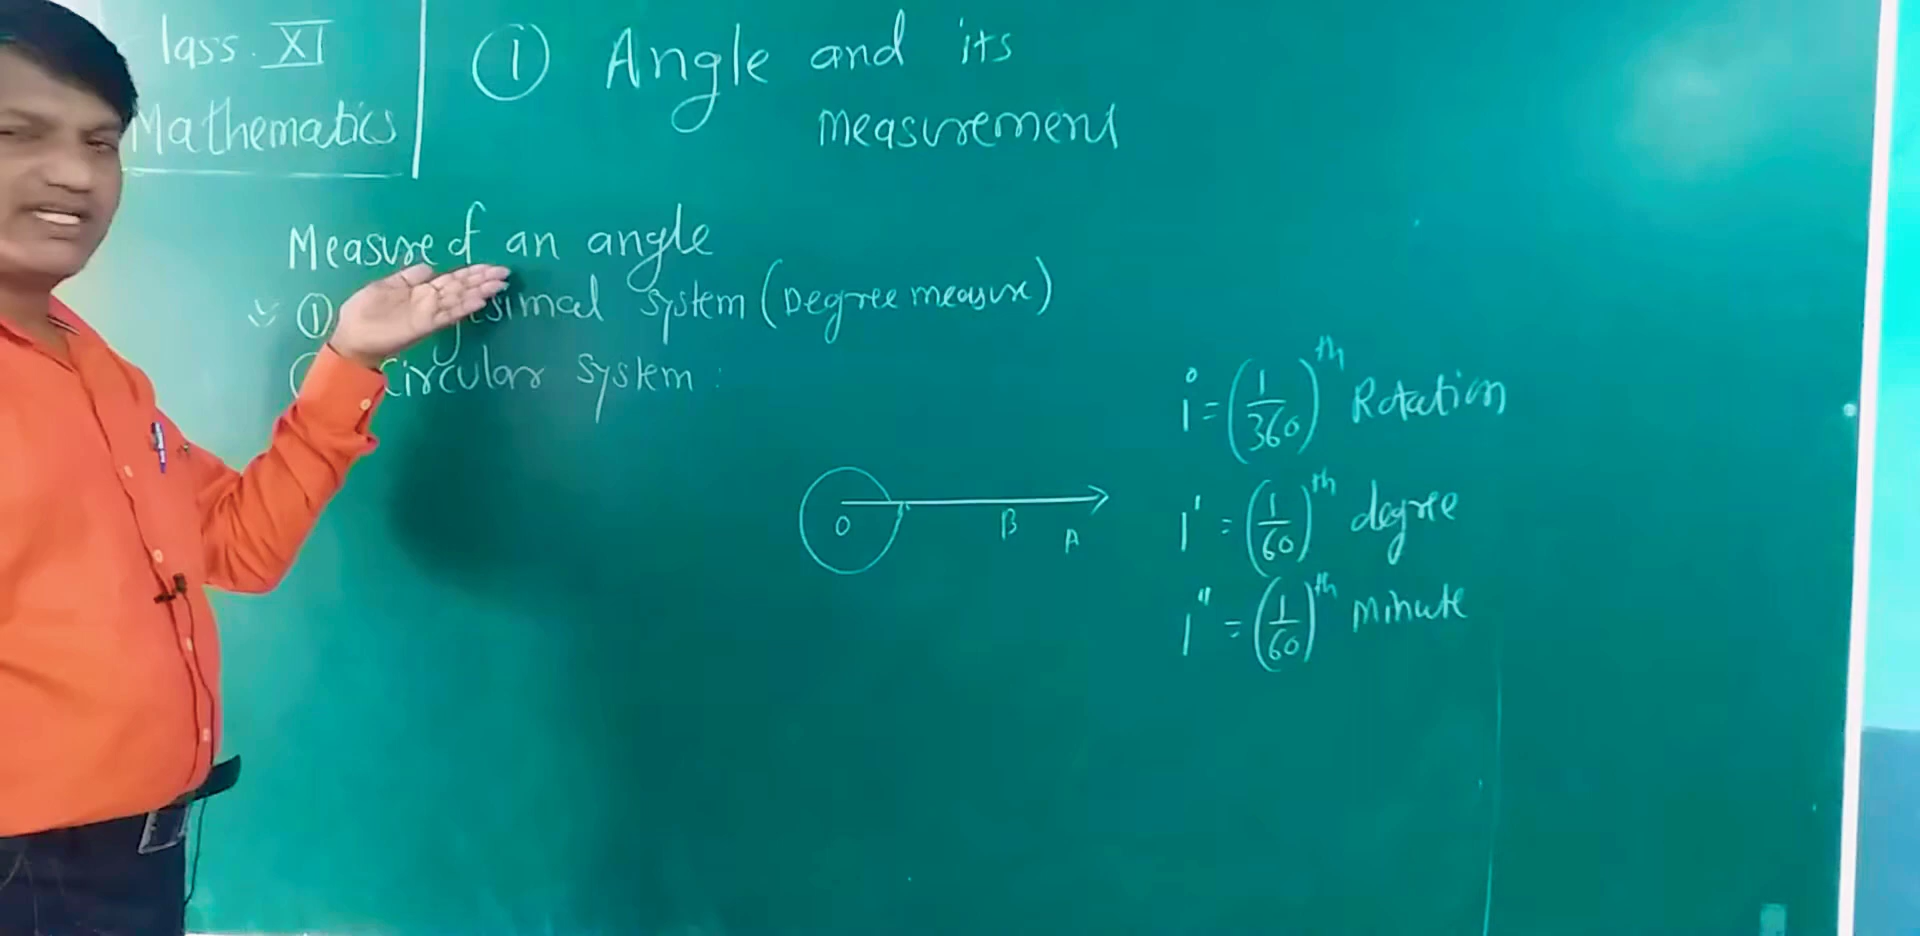 lass. XI
Mathematics
① Angle and its
measurement
Measure of an angle
① simal system (Degree measure)
Circular system :
1° = (1/360)th Rotation
1' = (1/60)th degree
1" = (1/60)th minute
O B A